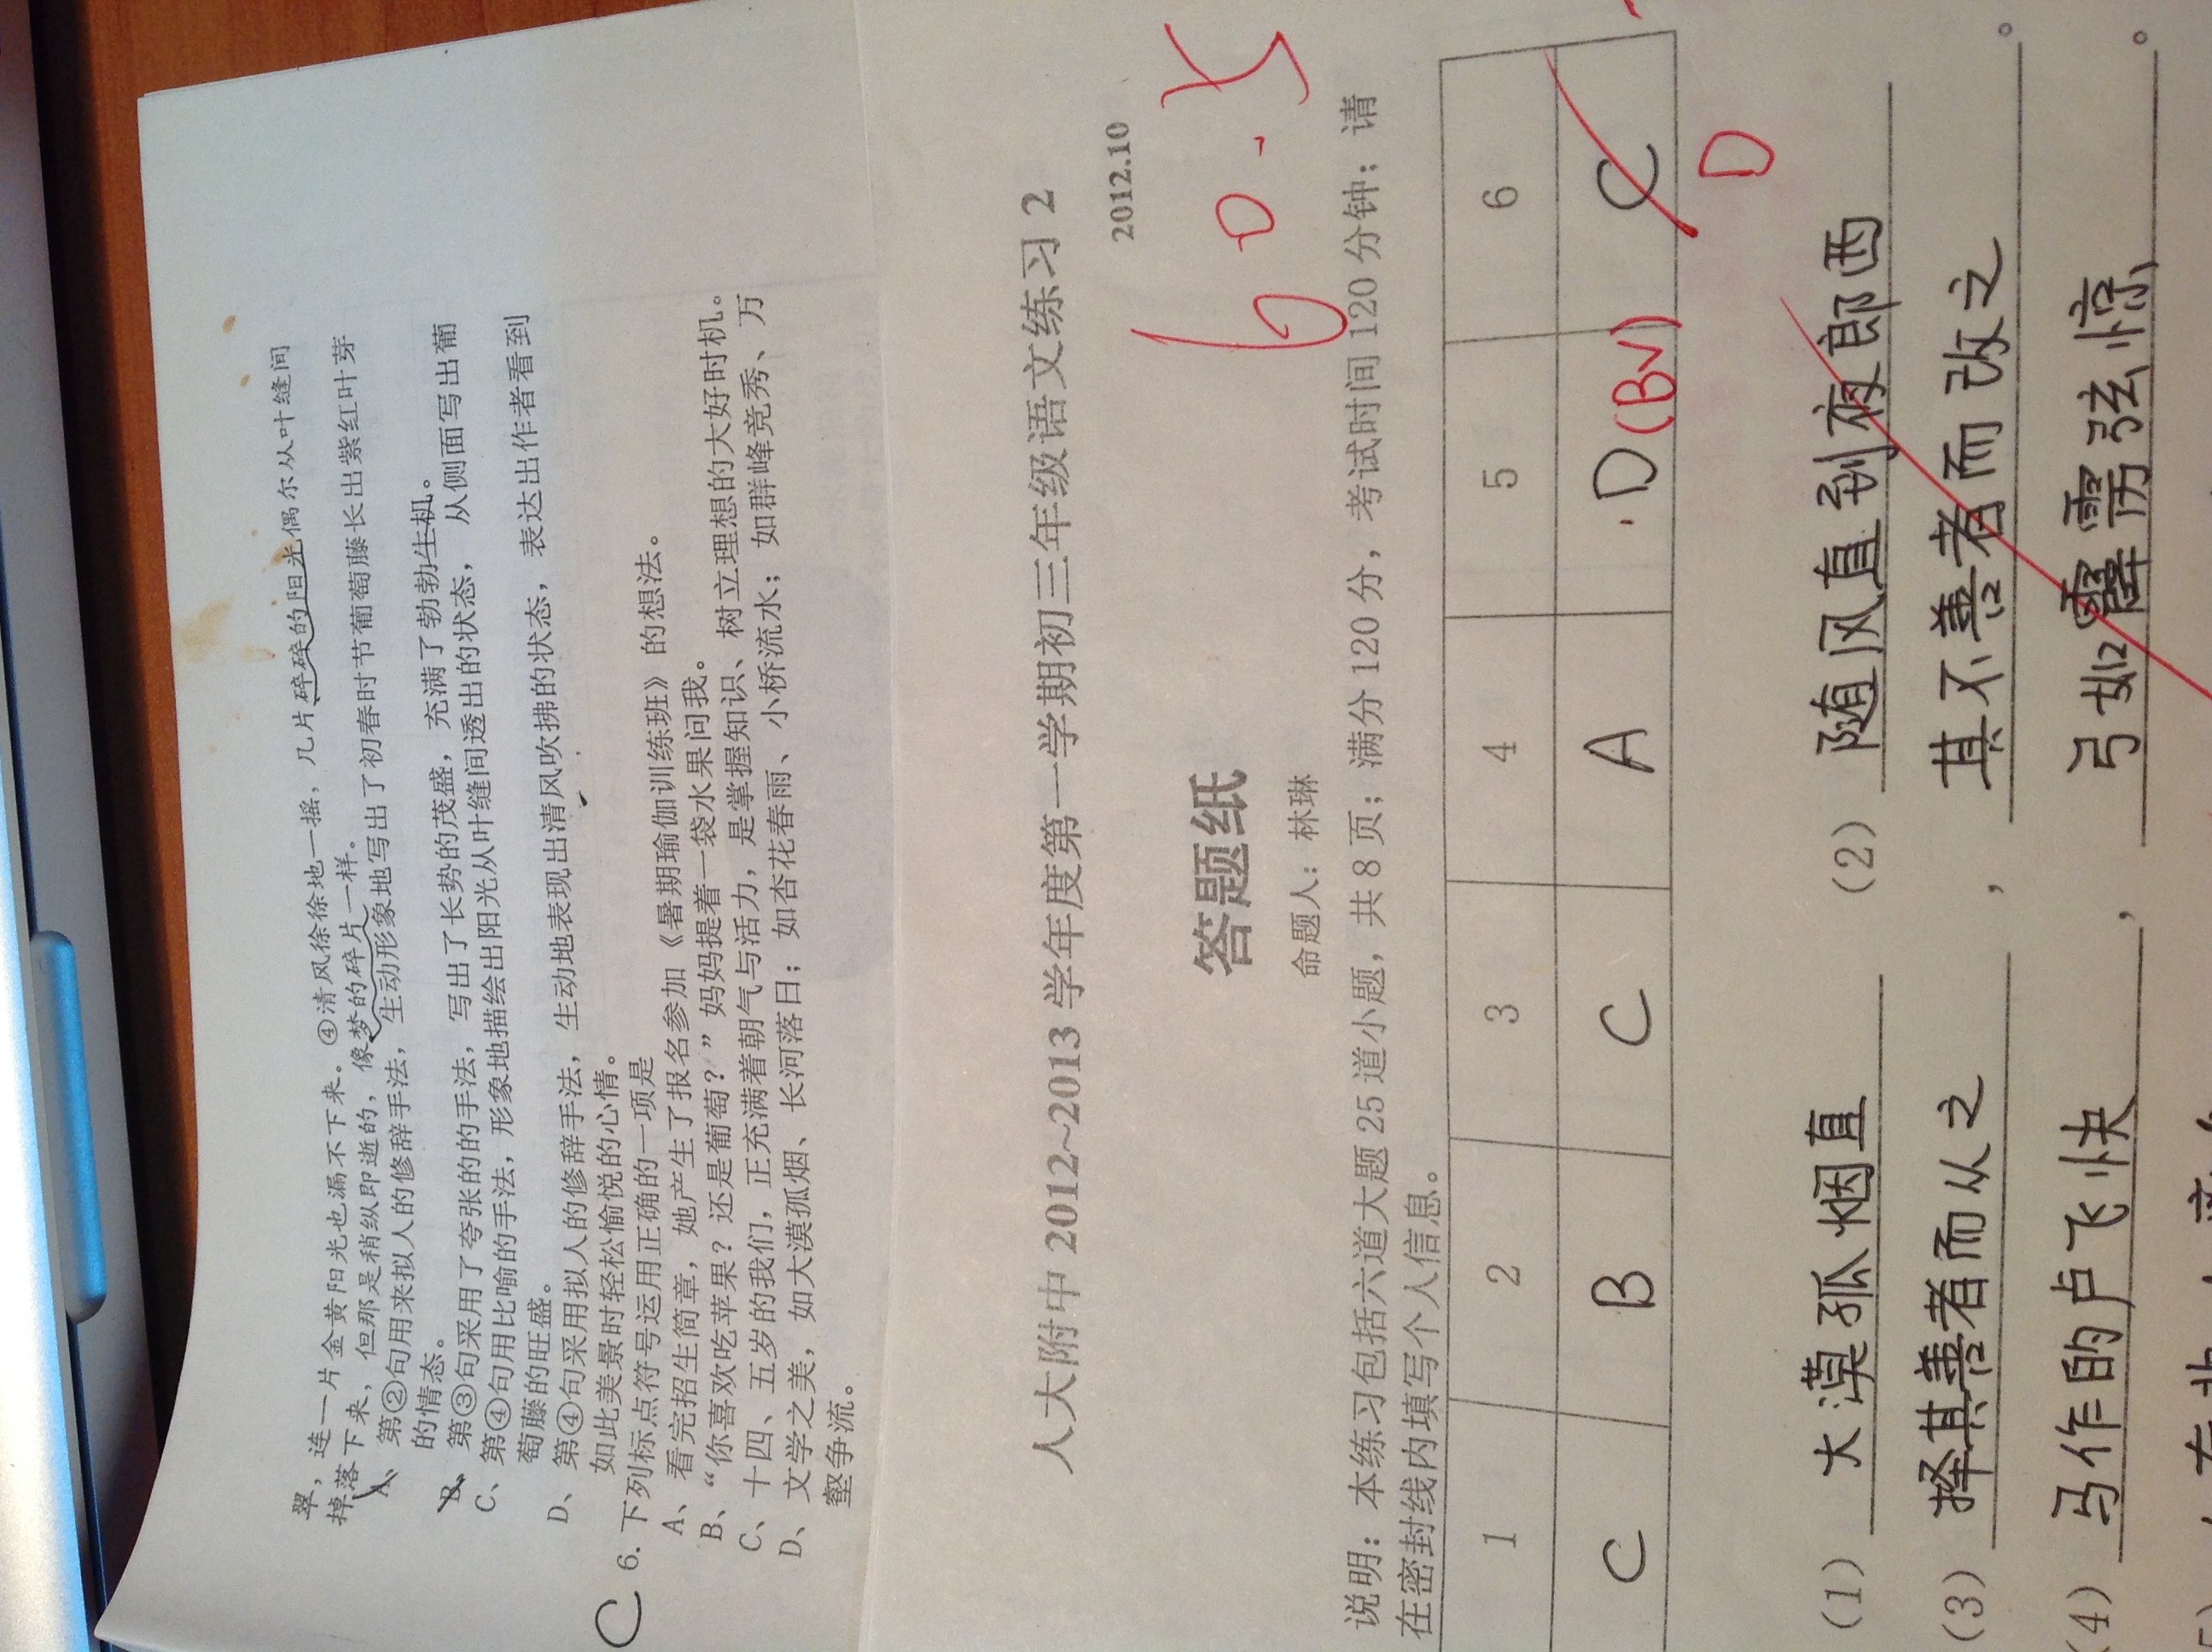 翠，连一片金黄阳光也漏不下来。④清风徐徐地一摇，几片碎碎的阳光偶尔从叶缝间
掉落下来，但那是稍纵即逝的，像梦的碎片一样。
A、第②句用来拟人的修辞手法，生动形象地写出了初春时节葡萄藤长出紫红叶芽
的情态。
B、第③句采用了夸张的的手法，写出了长势的茂盛，充满了勃勃生机。
C、第④句用比喻的手法，形象地描绘出阳光从叶缝间透出的状态，从侧面写出葡
萄藤的旺盛。
D、第④句采用拟人的修辞手法，生动地表现出清风吹拂的状态，表达出作者看到
如此美景时轻松愉悦的心情。
C 6. 下列标点符号运用正确的一项是
A、看完招生简章，她产生了报名参加《暑期瑜伽训练班》的想法。
B、“你喜欢吃苹果？还是葡萄？”妈妈提着一袋水果问我。
C、十四、五岁的我们，正充满着朝气与活力，是掌握知识、树立理想的大好时机。
D、文学之美，如大漠孤烟、长河落日；如杏花春雨、小桥流水；如群峰竞秀、万
壑争流。
人大附中 2012~2013 学年度第一学期初三年级语文练习 2
2012.10
60.5
答题纸
命题人：林琳
说明：本练习包括六道大题 25 道小题，共 8 页；满分 120 分，考试时间 120 分钟；请
在密封线内填写个人信息。
1 2 3 4 5 6
C B C A D (B√) C
D
（1） 大漠孤烟直 （2） 随风直到夜郎西
（3） 择其善者而从之 ， 其不善者而改之 。
（4） 马作的卢飞快 ， 弓如霹雳弦惊 。